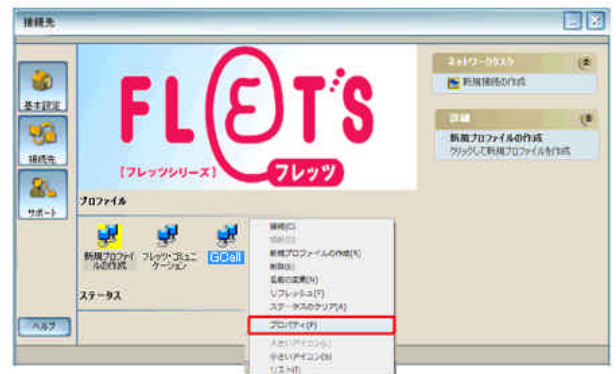 接続先
基本設定
接続先
サポート
ヘルプ
FLET'S
[フレッツシリーズ]
フレッツ
プロファイル
新規プロファイ
ルの作成
フレッツ・コミュニ
ケーション
GCall
ステータス
接続(C)
新規プロファイルの作成(R)
削除(E)
名前の変更(N)
リフレッシュ(F)
ステータスのクリア(A)
プロパティ(P)
大きいアイコン(L)
小さいアイコン(S)
リスト(T)
ネットワークタスク
新規接続の作成
詳細
新規プロファイルの作成
クリックして新規プロファイルを作成